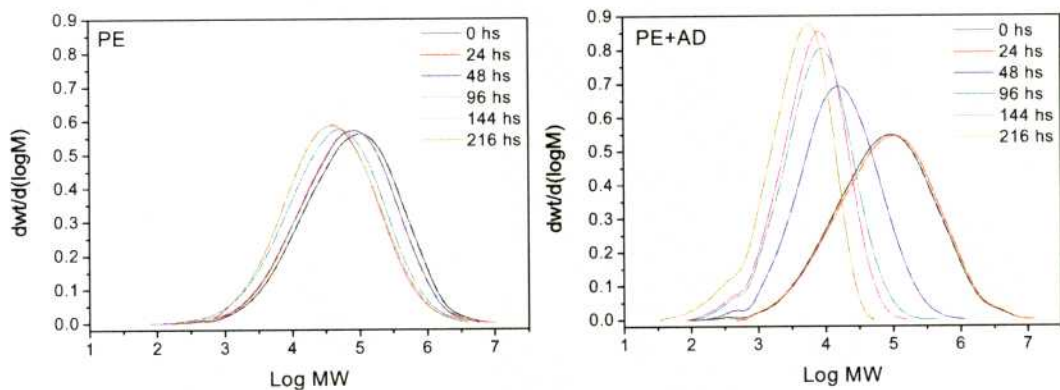 PE
0 hs
24 hs
48 hs
96 hs
144 hs
216 hs
dwt/d(logM)
0.9
0.8
0.7
0.6
0.5
0.4
0.3
0.2
0.1
0.0
1 2 3 4 5 6 7
Log MW
PE+AD
0 hs
24 hs
48 hs
96 hs
144 hs
216 hs
dwt/d(logM)
0.9
0.8
0.7
0.6
0.5
0.4
0.3
0.2
0.1
0.0
1 2 3 4 5 6 7
Log MW